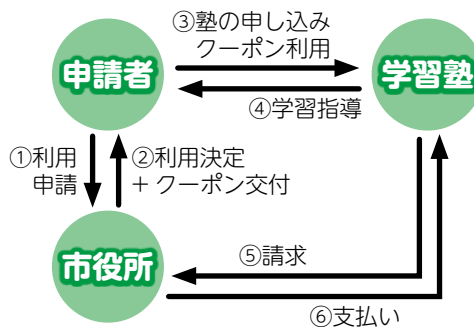 ③塾の申し込み
クーポン利用
申請者
学習塾
④学習指導
①利用
申請
②利用決定
+ クーポン交付
市役所
⑤請求
⑥支払い